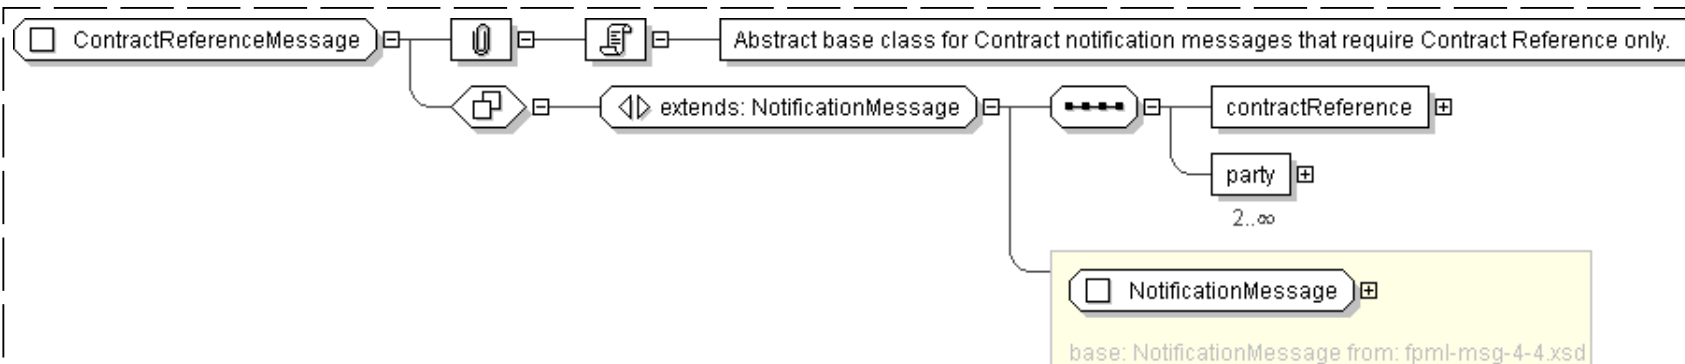 ContractReferenceMessage
Abstract base class for Contract notification messages that require Contract Reference only.
extends: NotificationMessage
contractReference
party
2..∞
NotificationMessage
base: NotificationMessage from: fpml-msg-4-4.xsd